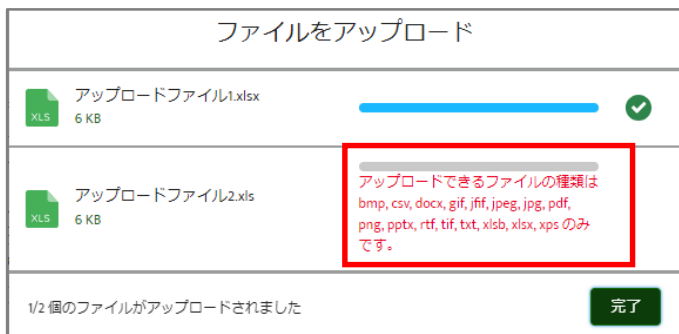 ファイルをアップロード
アップロードファイル1.xlsx
XLS
6 KB
アップロードできるファイルの種類は
bmp, csv, docx, gif, jfif, jpeg, jpg, pdf,
png, pptx, rtf, tif, txt, xlsb, xlsx, xps のみ
です。
アップロードファイル2.xls
XLS
6 KB
1/2 個のファイルがアップロードされました
完了